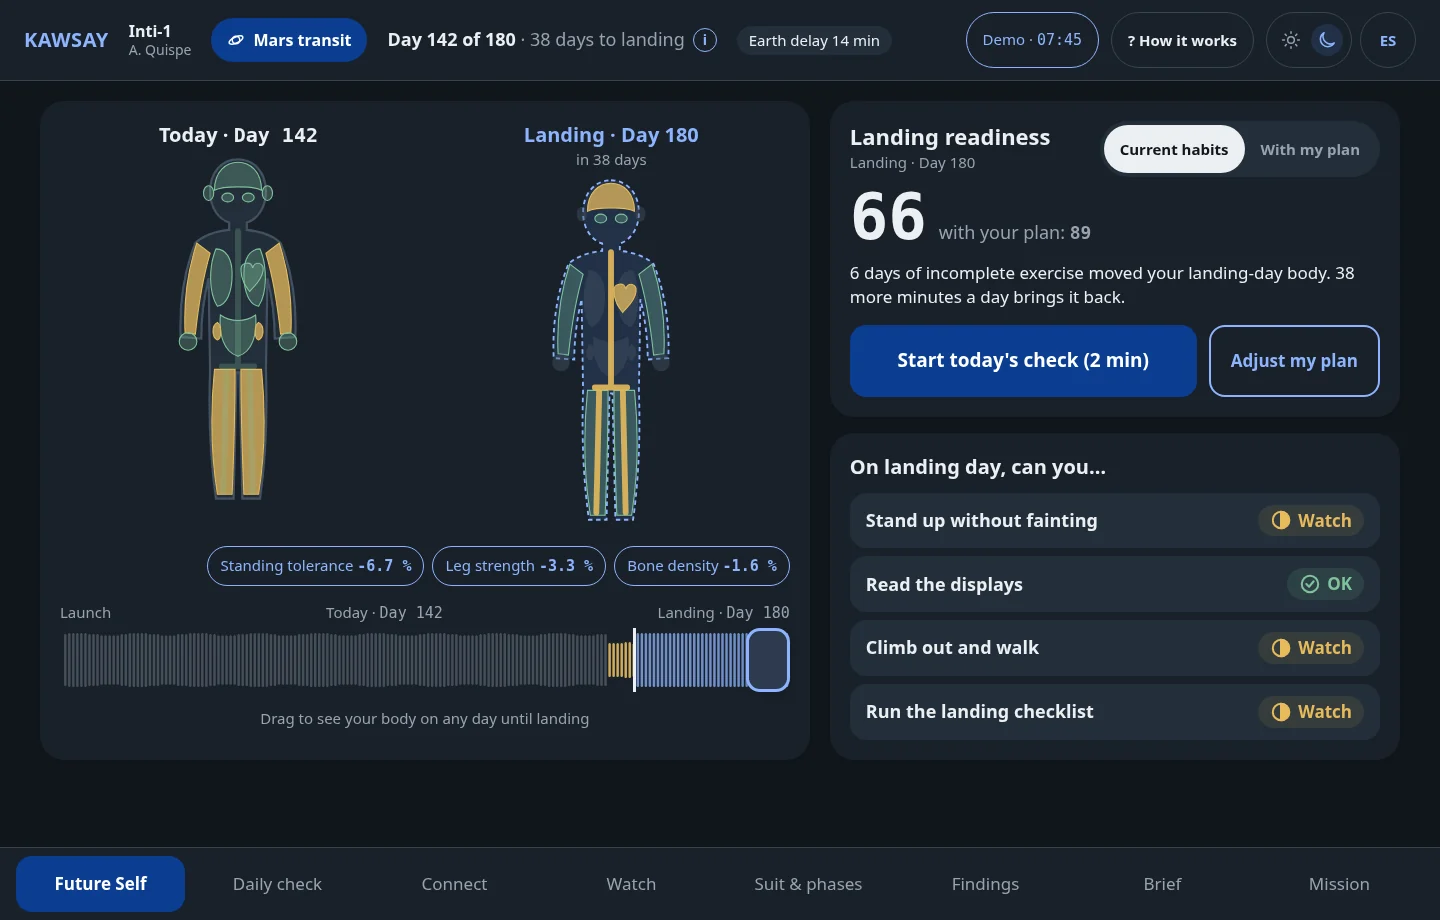 KAWSAY
Inti-1
A. Quispe
Mars transit
Day 142 of 180 · 38 days to landing
i
Earth delay 14 min
Demo · 07:45
? How it works
ES
Today · Day 142
Landing · Day 180
in 38 days
Standing tolerance -6.7 %
Leg strength -3.3 %
Bone density -1.6 %
Launch
Today · Day 142
Landing · Day 180
Drag to see your body on any day until landing
Landing readiness
Landing · Day 180
Current habits
With my plan
66
with your plan: 89
6 days of incomplete exercise moved your landing-day body. 38
more minutes a day brings it back.
Start today's check (2 min)
Adjust my plan
On landing day, can you...
Stand up without fainting
Watch
Read the displays
OK
Climb out and walk
Watch
Run the landing checklist
Watch
Future Self
Daily check
Connect
Watch
Suit & phases
Findings
Brief
Mission